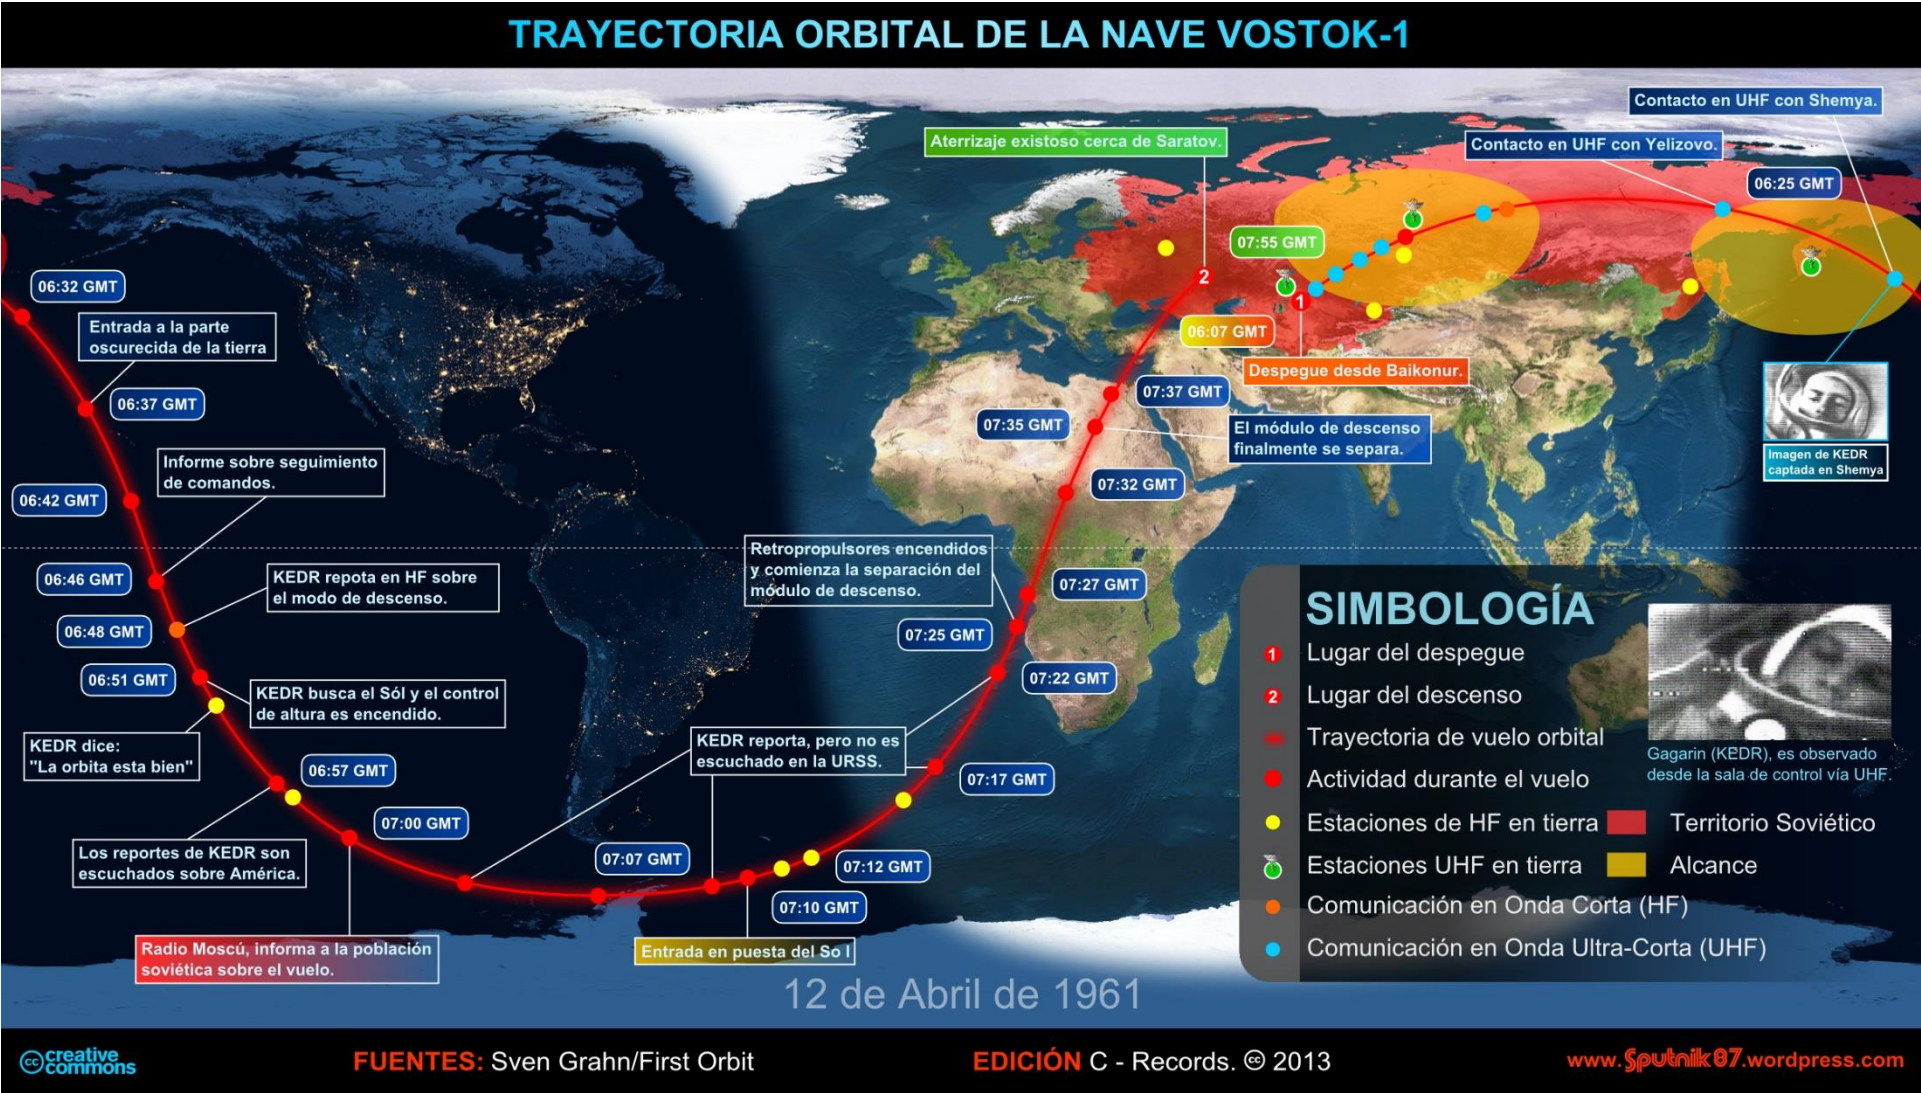 TRAYECTORIA ORBITAL DE LA NAVE VOSTOK-1
Contacto en UHF con Shemya.
Aterrizaje existoso cerca de Saratov.
Contacto en UHF con Yelizovo.
06:25 GMT
07:55 GMT
2
1
06:07 GMT
Despegue desde Baikonur.
06:32 GMT
Entrada a la parte
oscurecida de la tierra
06:37 GMT
07:37 GMT
07:35 GMT
El módulo de descenso
finalmente se separa.
Imagen de KEDR
captada en Shemya
Informe sobre seguimiento
de comandos.
06:42 GMT
07:32 GMT
Retropropulsores encendidos
y comienza la separación del
módulo de descenso.
06:46 GMT
KEDR repota en HF sobre
el modo de descenso.
07:27 GMT
06:48 GMT
07:25 GMT
06:51 GMT
07:22 GMT
KEDR busca el Sól y el control
de altura es encendido.
KEDR dice:
"La orbita esta bien"
KEDR reporta, pero no es
escuchado en la URSS.
06:57 GMT
07:17 GMT
07:00 GMT
Los reportes de KEDR son
escuchados sobre América.
07:07 GMT
07:12 GMT
07:10 GMT
Radio Moscú, informa a la población
soviética sobre el vuelo.
Entrada en puesta del So l
12 de Abril de 1961
SIMBOLOGÍA
1 Lugar del despegue
2 Lugar del descenso
Trayectoria de vuelo orbital
Actividad durante el vuelo
Estaciones de HF en tierra
Territorio Soviético
Estaciones UHF en tierra
Alcance
Comunicación en Onda Corta (HF)
Comunicación en Onda Ultra-Corta (UHF)
Gagarin (KEDR), es observado
desde la sala de control vía UHF.
cc creative
commons
FUENTES: Sven Grahn/First Orbit
EDICIÓN C - Records. cc 2013
www.Sputnik87.wordpress.com